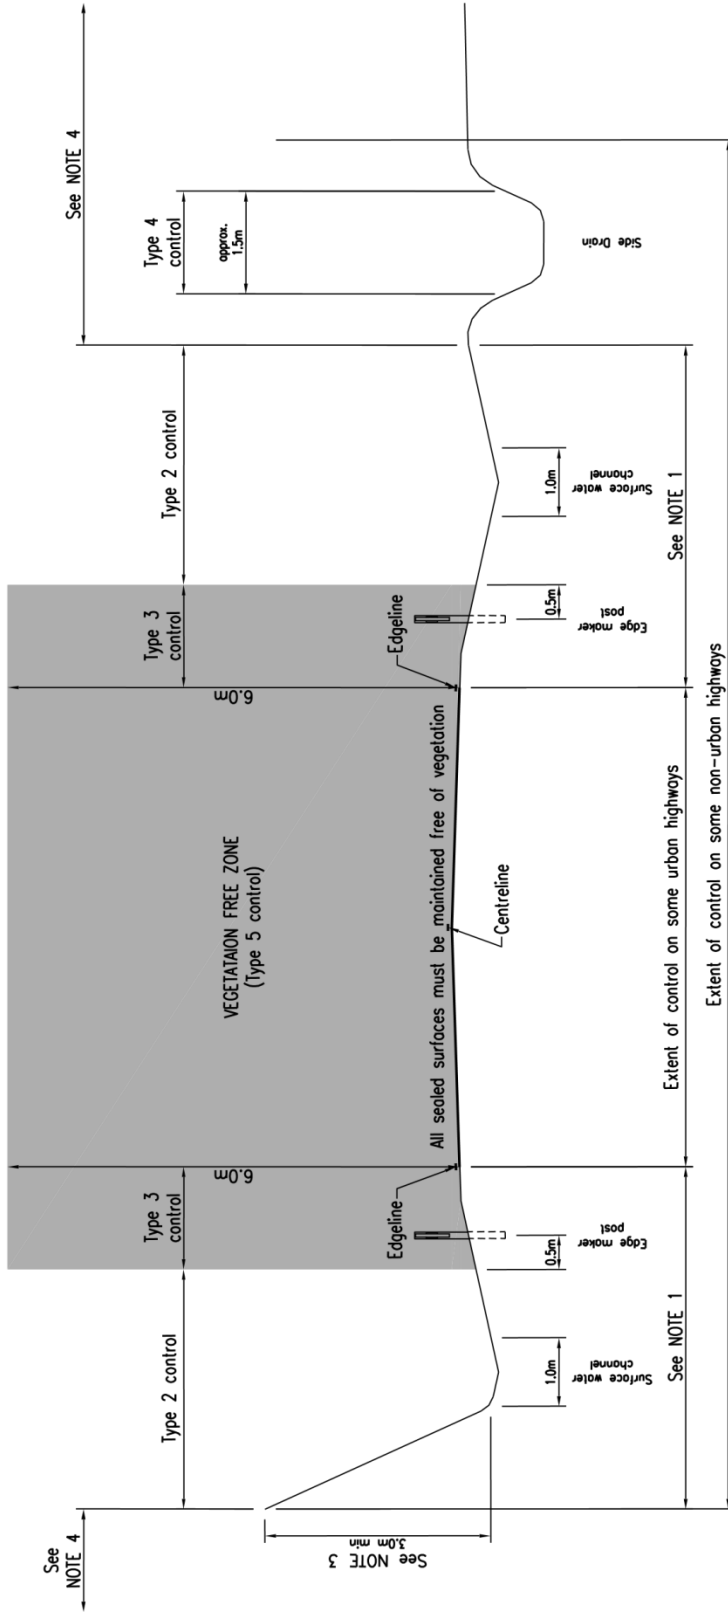 See
NOTE 4
See NOTE 4
Type 2 control
Type 3
control
Type 3
control
Type 2 control
Type 4
control
approx.
1.5m
VEGETATAION FREE ZONE
(Type 5 control)
6.0m
6.0m
Edgeline
Edgeline
All sealed surfaces must be maintained free of vegetation
Centreline
See NOTE 3
3.0m min
1.0m
Surface water
channel
0.5m
Edge maker
post
0.5m
Edge maker
post
1.0m
Surface water
channel
Side Drain
See NOTE 1
Extent of control on some urban highways
See NOTE 1
Extent of control on some non-urban highways